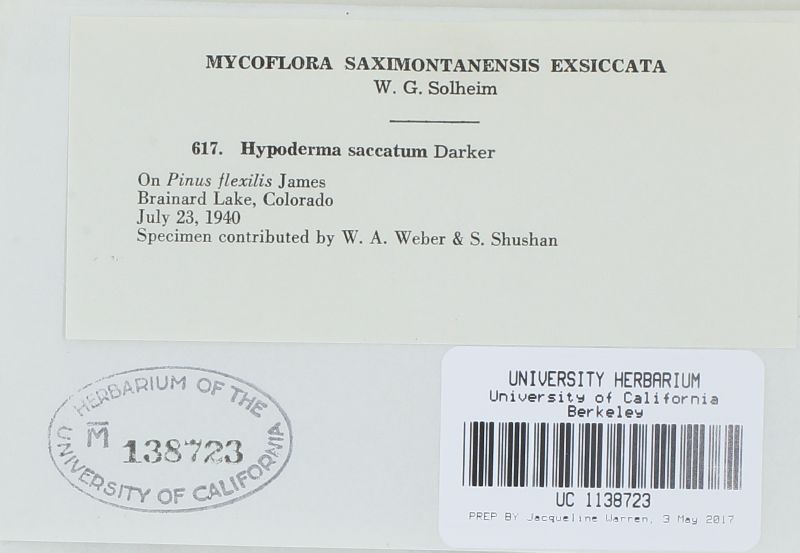 MYCOFLORA SAXIMONTANENSIS EXSICCATA
W. G. Solheim
617. Hypoderma saccatum Darker
On Pinus flexilis James
Brainard Lake, Colorado
July 23, 1940
Specimen contributed by W. A. Weber & S. Shushan
HERBARIUM OF THE
M
138723
UNIVERSITY OF CALIFORNIA
UNIVERSITY HERBARIUM
University of California
Berkeley
UC 1138723
PREP BY Jacqueline Warren, 3 May 2017